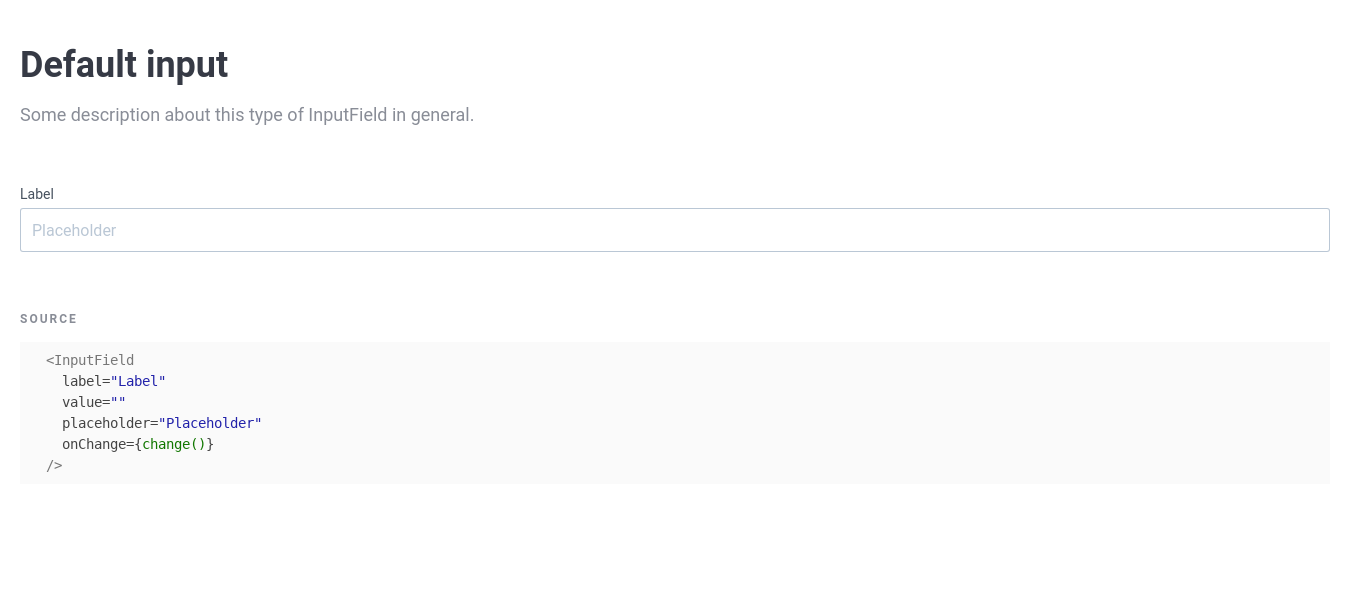 Default input
Some description about this type of InputField in general.
Label
Placeholder
SOURCE
<InputField
label="Label"
value=""
placeholder="Placeholder"
onChange={change()}
/>